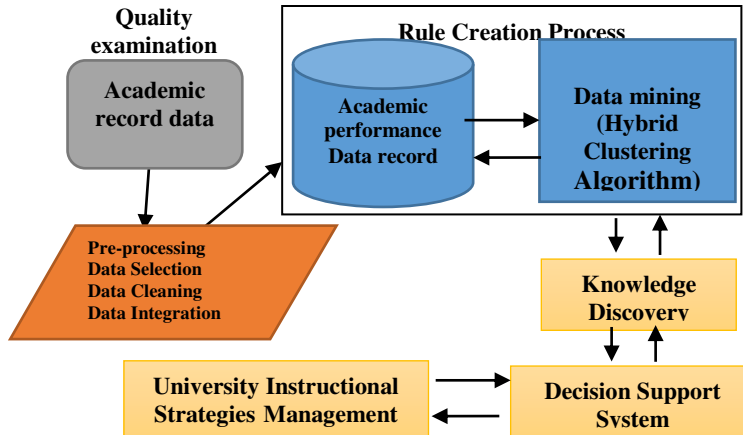 Quality
examination
Academic
record data
Pre-processing
Data Selection
Data Cleaning
Data Integration
Rule Creation Process
Academic
performance
Data record
Data mining
(Hybrid
Clustering
Algorithm)
Knowledge
Discovery
Decision Support
System
University Instructional
Strategies Management